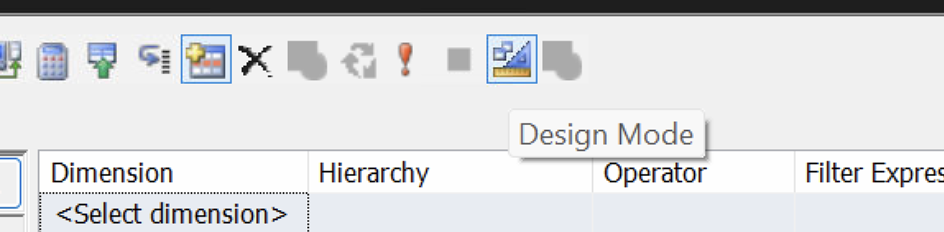 Design Mode
Dimension Hierarchy Operator Filter Expres
<Select dimension>